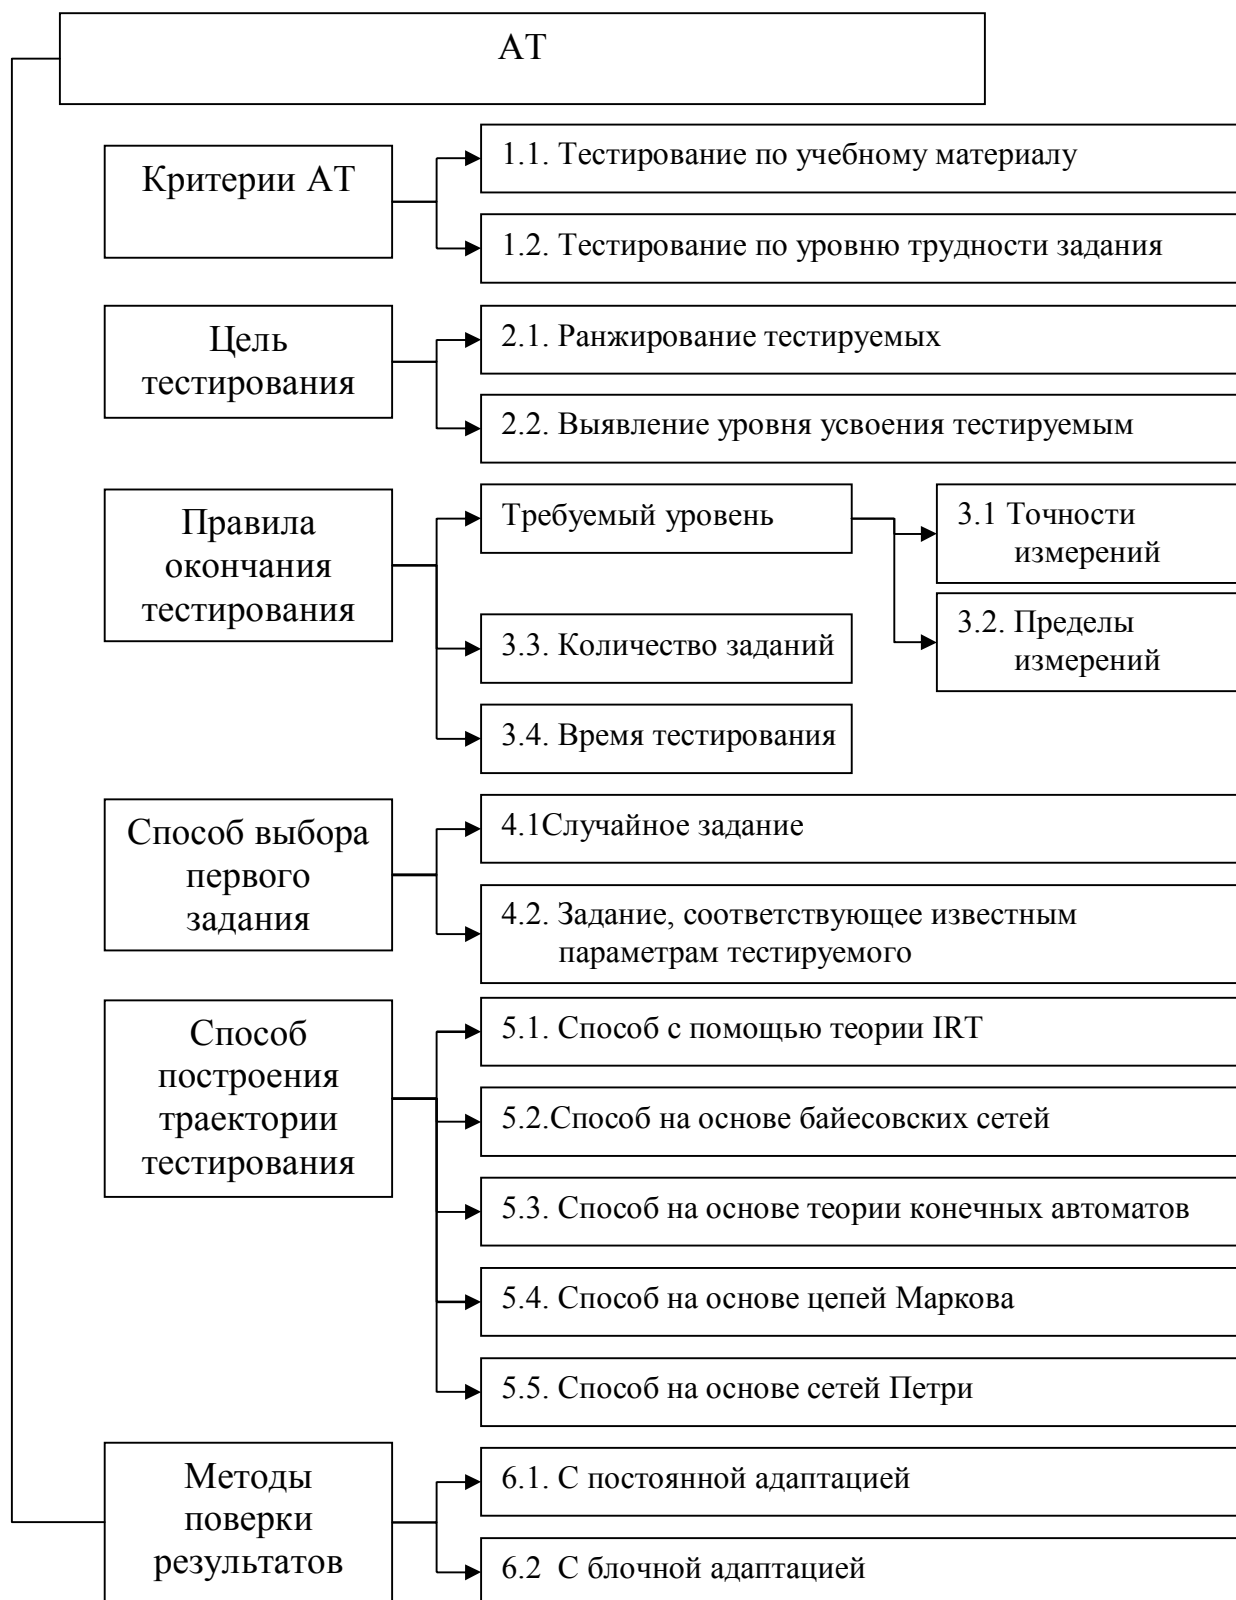 АТ
Критерии АТ
1.1. Тестирование по учебному материалу
1.2. Тестирование по уровню трудности задания
Цель
тестирования
2.1. Ранжирование тестируемых
2.2. Выявление уровня усвоения тестируемым
Правила
окончания
тестирования
Требуемый уровень
3.1 Точности
измерений
3.2. Пределы
измерений
3.3. Количество заданий
3.4. Время тестирования
Способ выбора
первого
задания
4.1Случайное задание
4.2. Задание, соответствующее известным
параметрам тестируемого
Способ
построения
траектории
тестирования
5.1. Способ с помощью теории IRT
5.2.Способ на основе байесовских сетей
5.3. Способ на основе теории конечных автоматов
5.4. Способ на основе цепей Маркова
5.5. Способ на основе сетей Петри
Методы
поверки
результатов
6.1. С постоянной адаптацией
6.2 С блочной адаптацией